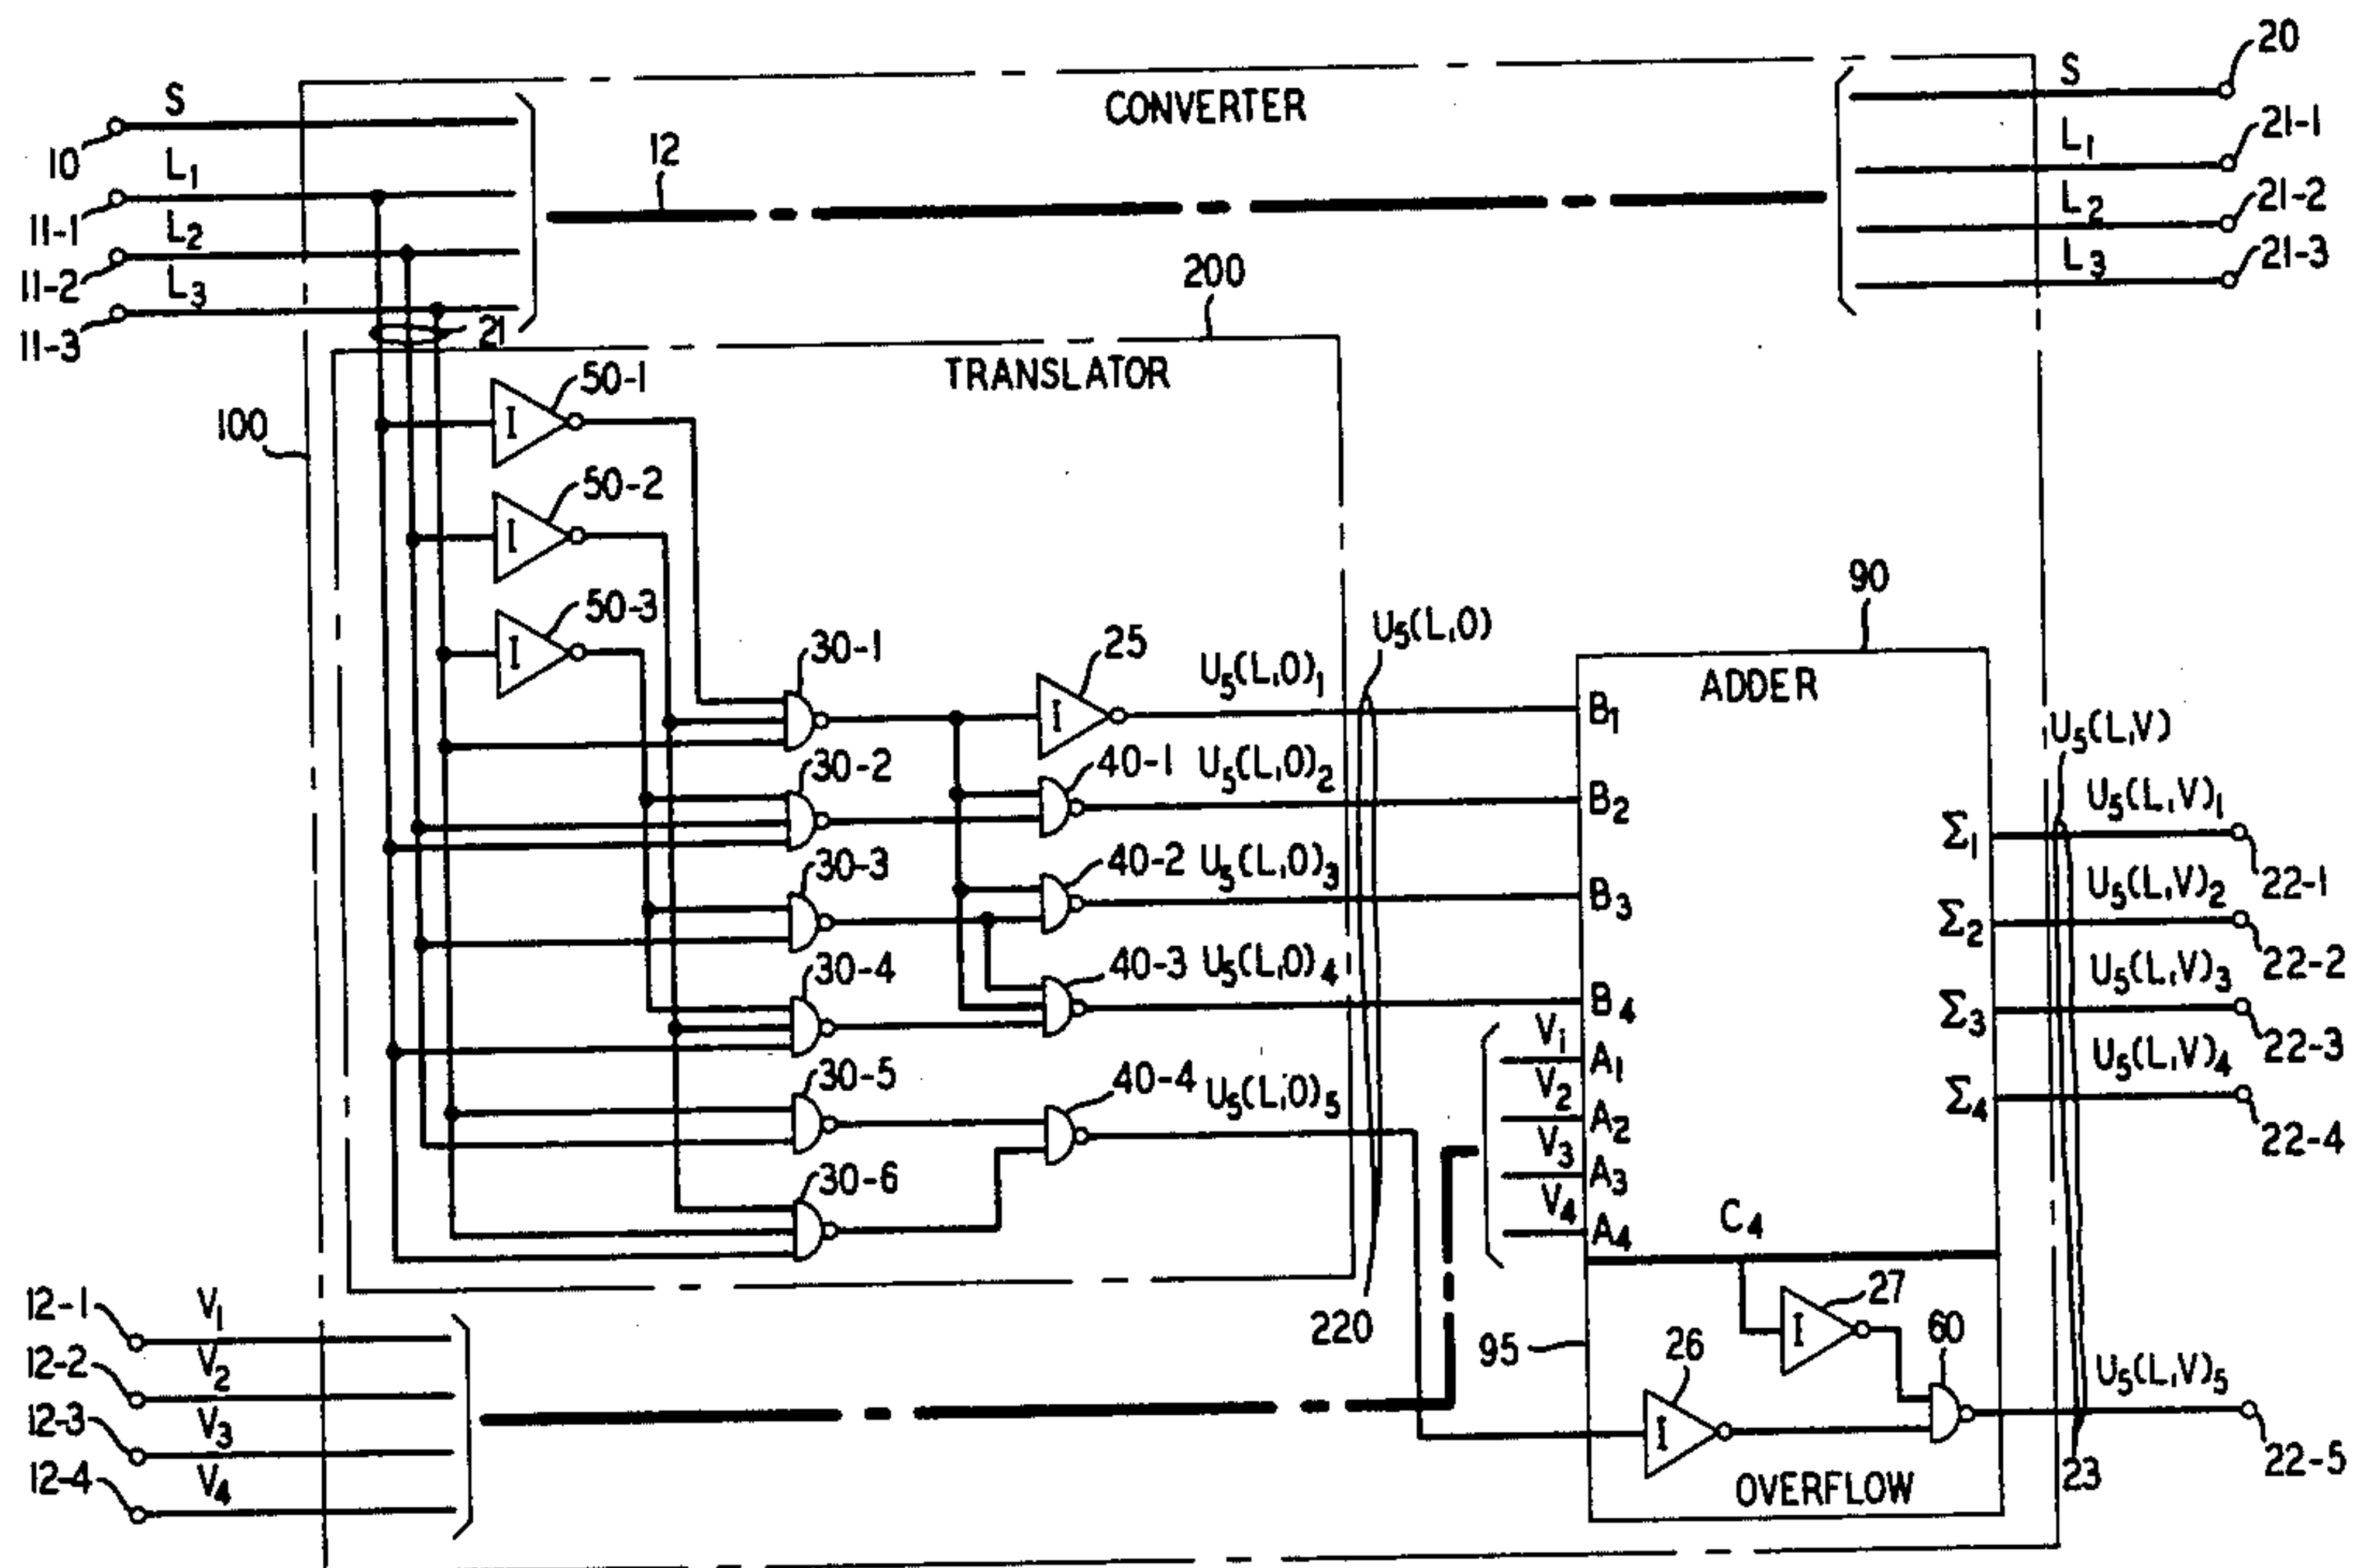 CONVERTER
S
10
L1
11-1
L2
11-2
L3
11-3
12
S
20
L1
21-1
L2
21-2
L3
21-3
21
200
TRANSLATOR
100
I
50-1
I
50-2
I
50-3
30-1
30-2
30-3
30-4
30-5
30-6
I
25
40-1
40-2
40-3
40-4
U5(L,0)1
U5(L,0)2
U5(L,0)3
U5(L,0)4
U5(L,0)5
U5(L,0)
220
90
ADDER
B1
B2
B3
B4
V1
A1
V2
A2
V3
A3
V4
A4
Σ1
Σ2
Σ3
Σ4
C4
U5(L,V)
U5(L,V)1
22-1
U5(L,V)2
22-2
U5(L,V)3
22-3
U5(L,V)4
22-4
12-1
V1
12-2
V2
12-3
V3
12-4
V4
95
I
26
I
27
60
OVERFLOW
U5(L,V)5
22-5
23